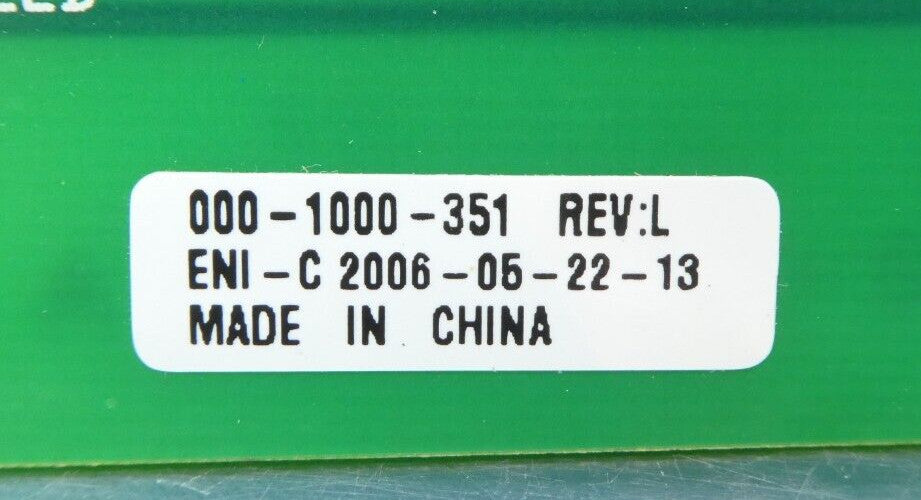 000-1000-351 REV:L
ENI-C 2006-05-22-13
MADE IN CHINA